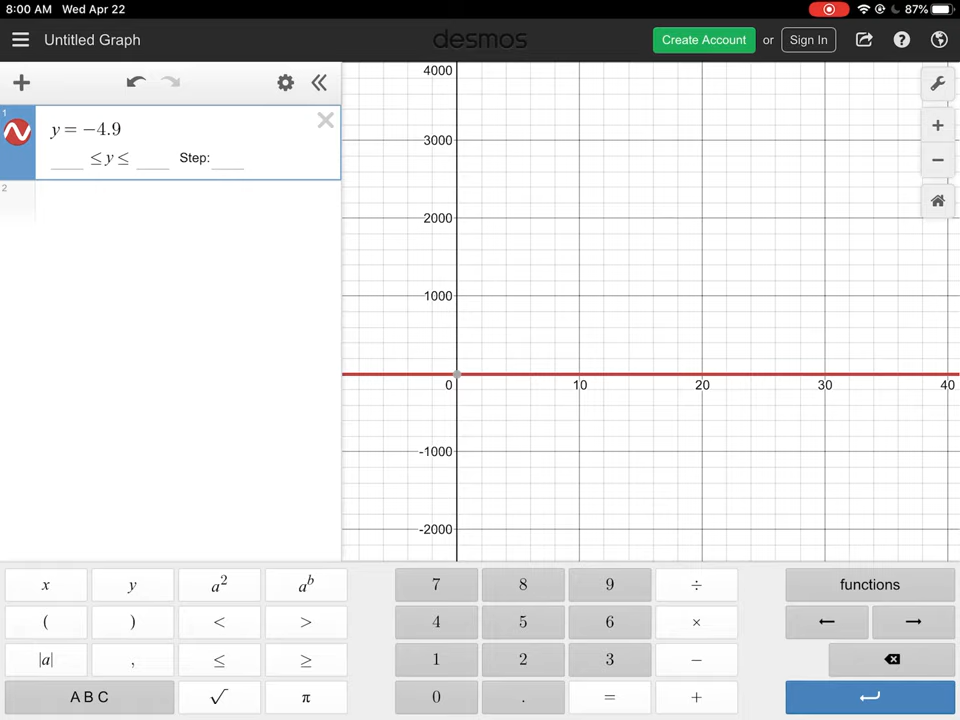 8:00 AM Wed Apr 22
87%
Untitled Graph
desmos
Create Account or Sign In
1
y = −4.9
≤ y ≤ Step:
2
4000
3000
2000
1000
0 10 20 30 40
-1000
-2000
x y a² aᵇ 7 8 9 ÷ functions
( ) < > 4 5 6 × ← →
|a| , ≤ ≥ 1 2 3 −
A B C √ π 0 . = +